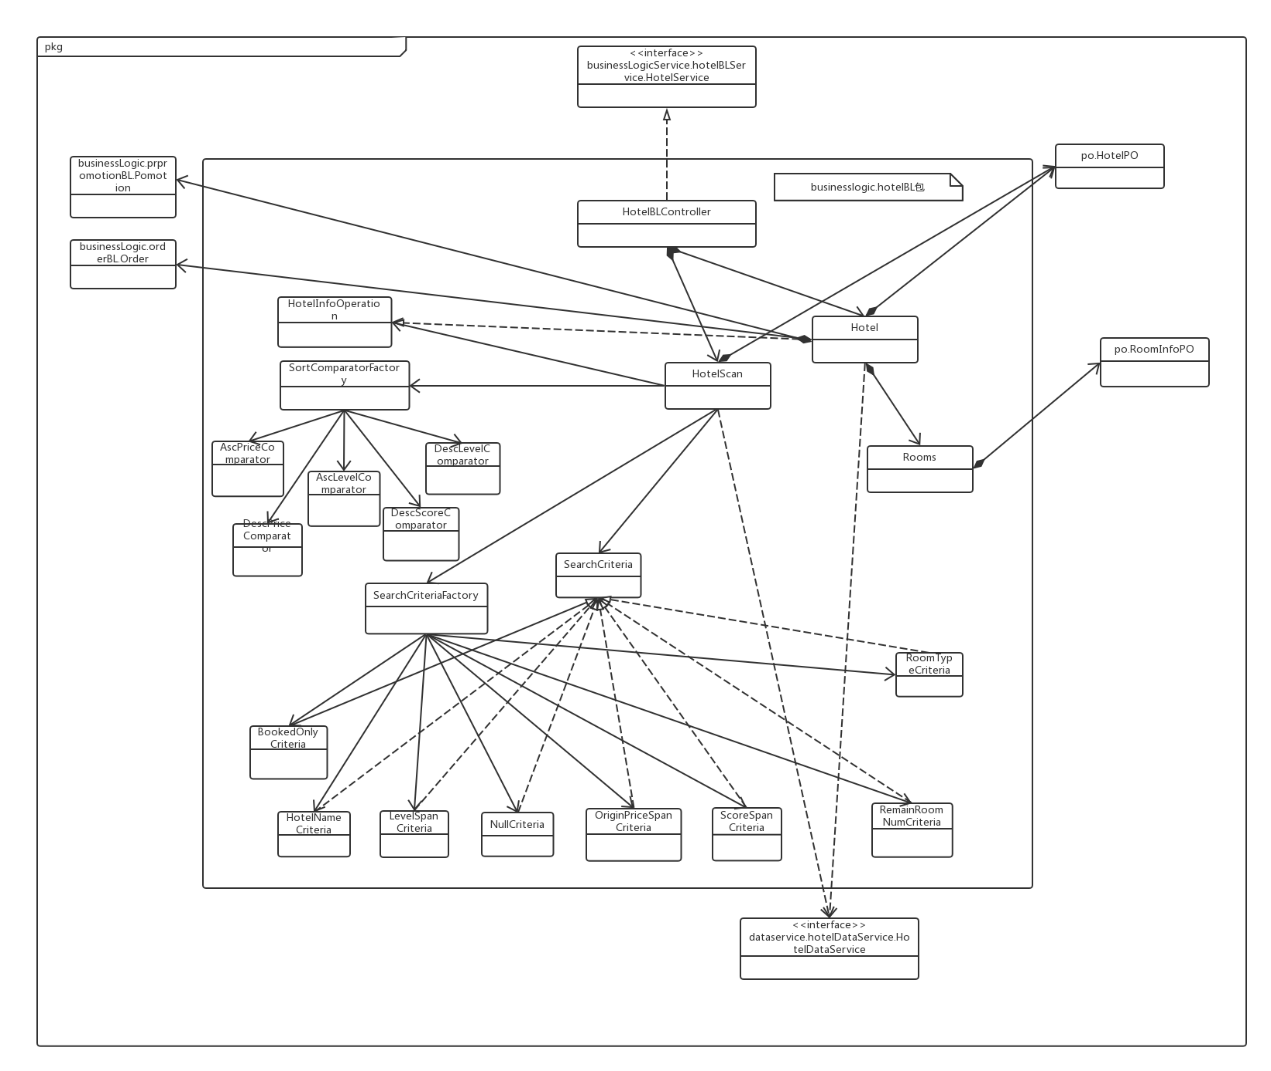 pkg
<<interface>>
businessLogicService.hotelBLSer
vice.HotelService
businessLogic.prpr
omotionBL.Pomot
ion
po.HotelPO
businesslogic.hotelBL包
HotelBLController
businessLogic.ord
erBL.Order
HotelInfoOperatio
n
Hotel
po.RoomInfoPO
SortComparatorFactor
y
HotelScan
AscPriceCo
mparator
DescLevelC
omparator
Rooms
AscLevelCo
mparator
DescScoreC
omparator
DescPrice
Comparat
or
SearchCriteria
SearchCriteriaFactory
RoomTyp
eCriteria
BookedOnly
Criteria
HotelName
Criteria
LevelSpan
Criteria
NullCriteria
OriginPriceSpan
Criteria
ScoreSpan
Criteria
RemainRoom
NumCriteria
<<interface>>
dataservice.hotelDataService.Ho
telDataService